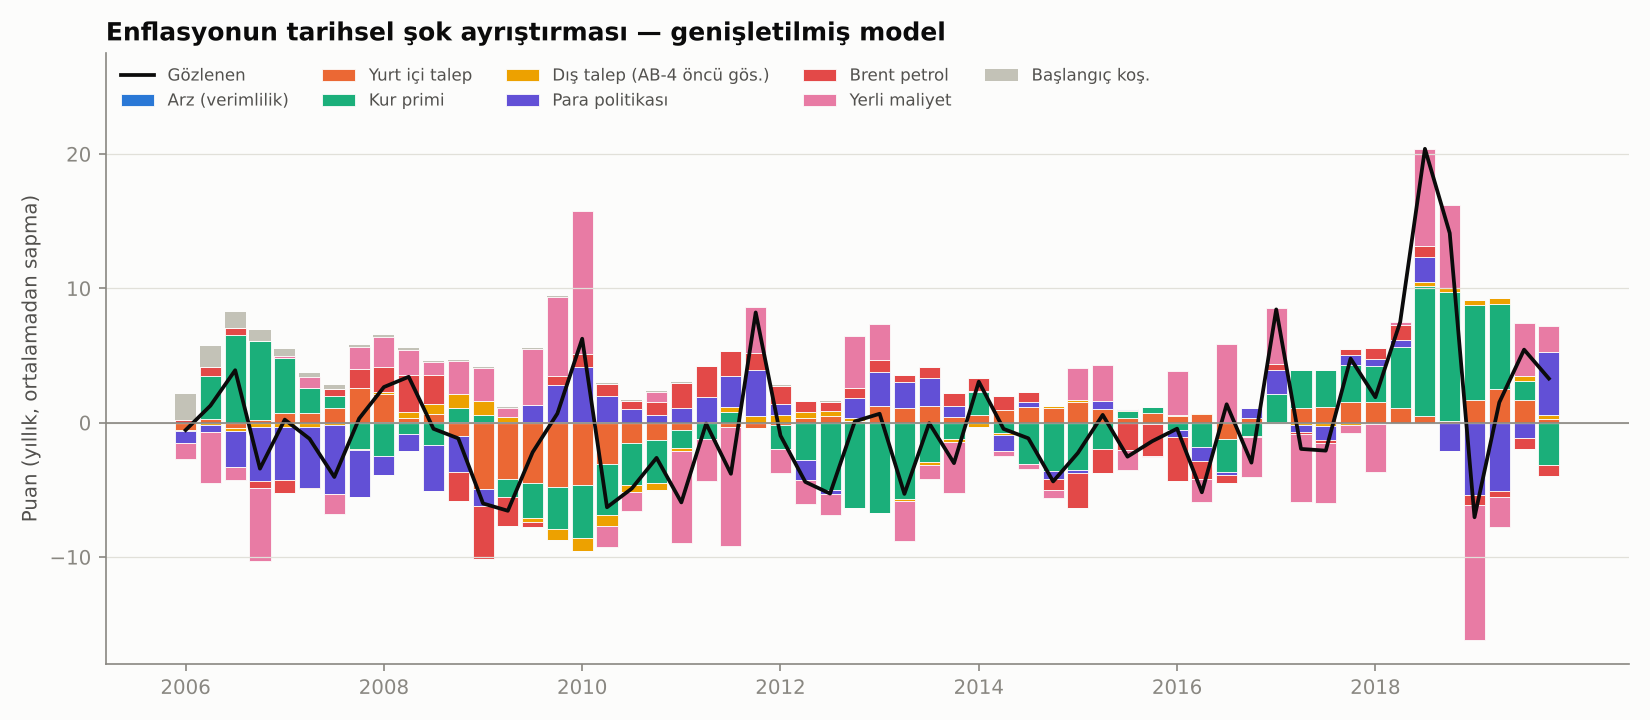 Enflasyonun tarihsel şok ayrıştırması — genişletilmiş model
Gözlenen
Yurt içi talep
Dış talep (AB-4 öncü gös.)
Brent petrol
Başlangıç koş.
Arz (verimlilik)
Kur primi
Para politikası
Yerli maliyet
Puan (yıllık, ortalamadan sapma)
20
10
0
−10
2006
2008
2010
2012
2014
2016
2018